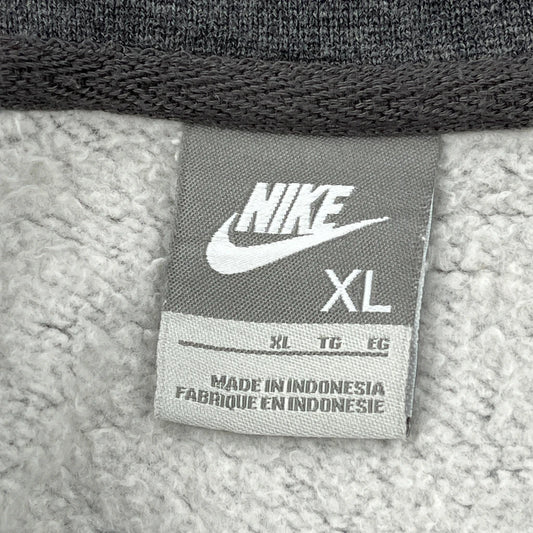 NIKE
XL
XL TG EG
MADE IN INDONESIA
FABRIQUE EN INDONESIE